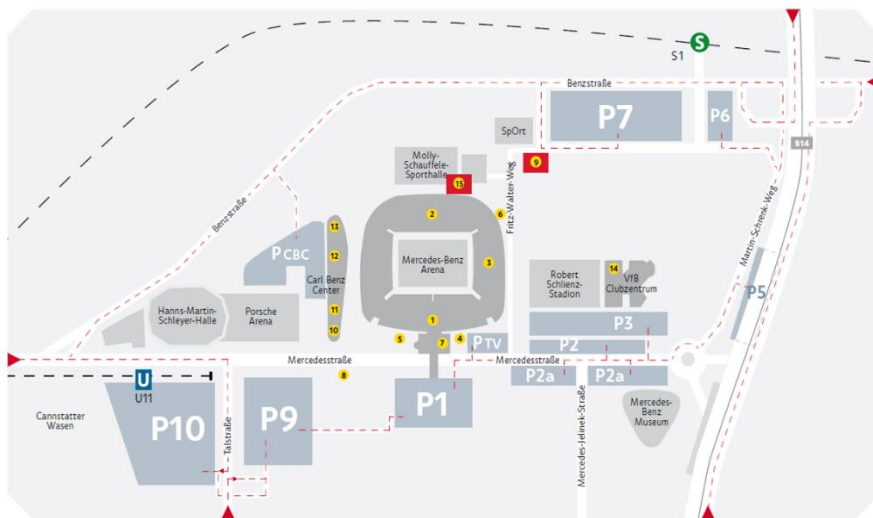 S
S1
Benzstraße
P7
P6
B14
SpOrt
Molly-
Schauffele-
Sporthalle
9
15
Fritz-Walter-Weg
Martin-Schrenk-Weg
2
6
Benzstraße
13
P CBC
12
Carl Benz
Center
11
10
Mercedes-Benz
Arena
3
Robert
Schlienz-
Stadion
14
VfB
Clubzentrum
P5
Hanns-Martin-
Schleyer-Halle
Porsche
Arena
1
5
7
4
P TV
P3
P2
Mercedesstraße
Mercedesstraße
8
U
U11
P2a
P2a
Cannstatter
Wasen
P10
Talstraße
P9
P1
Mercedes-Jelinek-Straße
Mercedes-
Benz
Museum